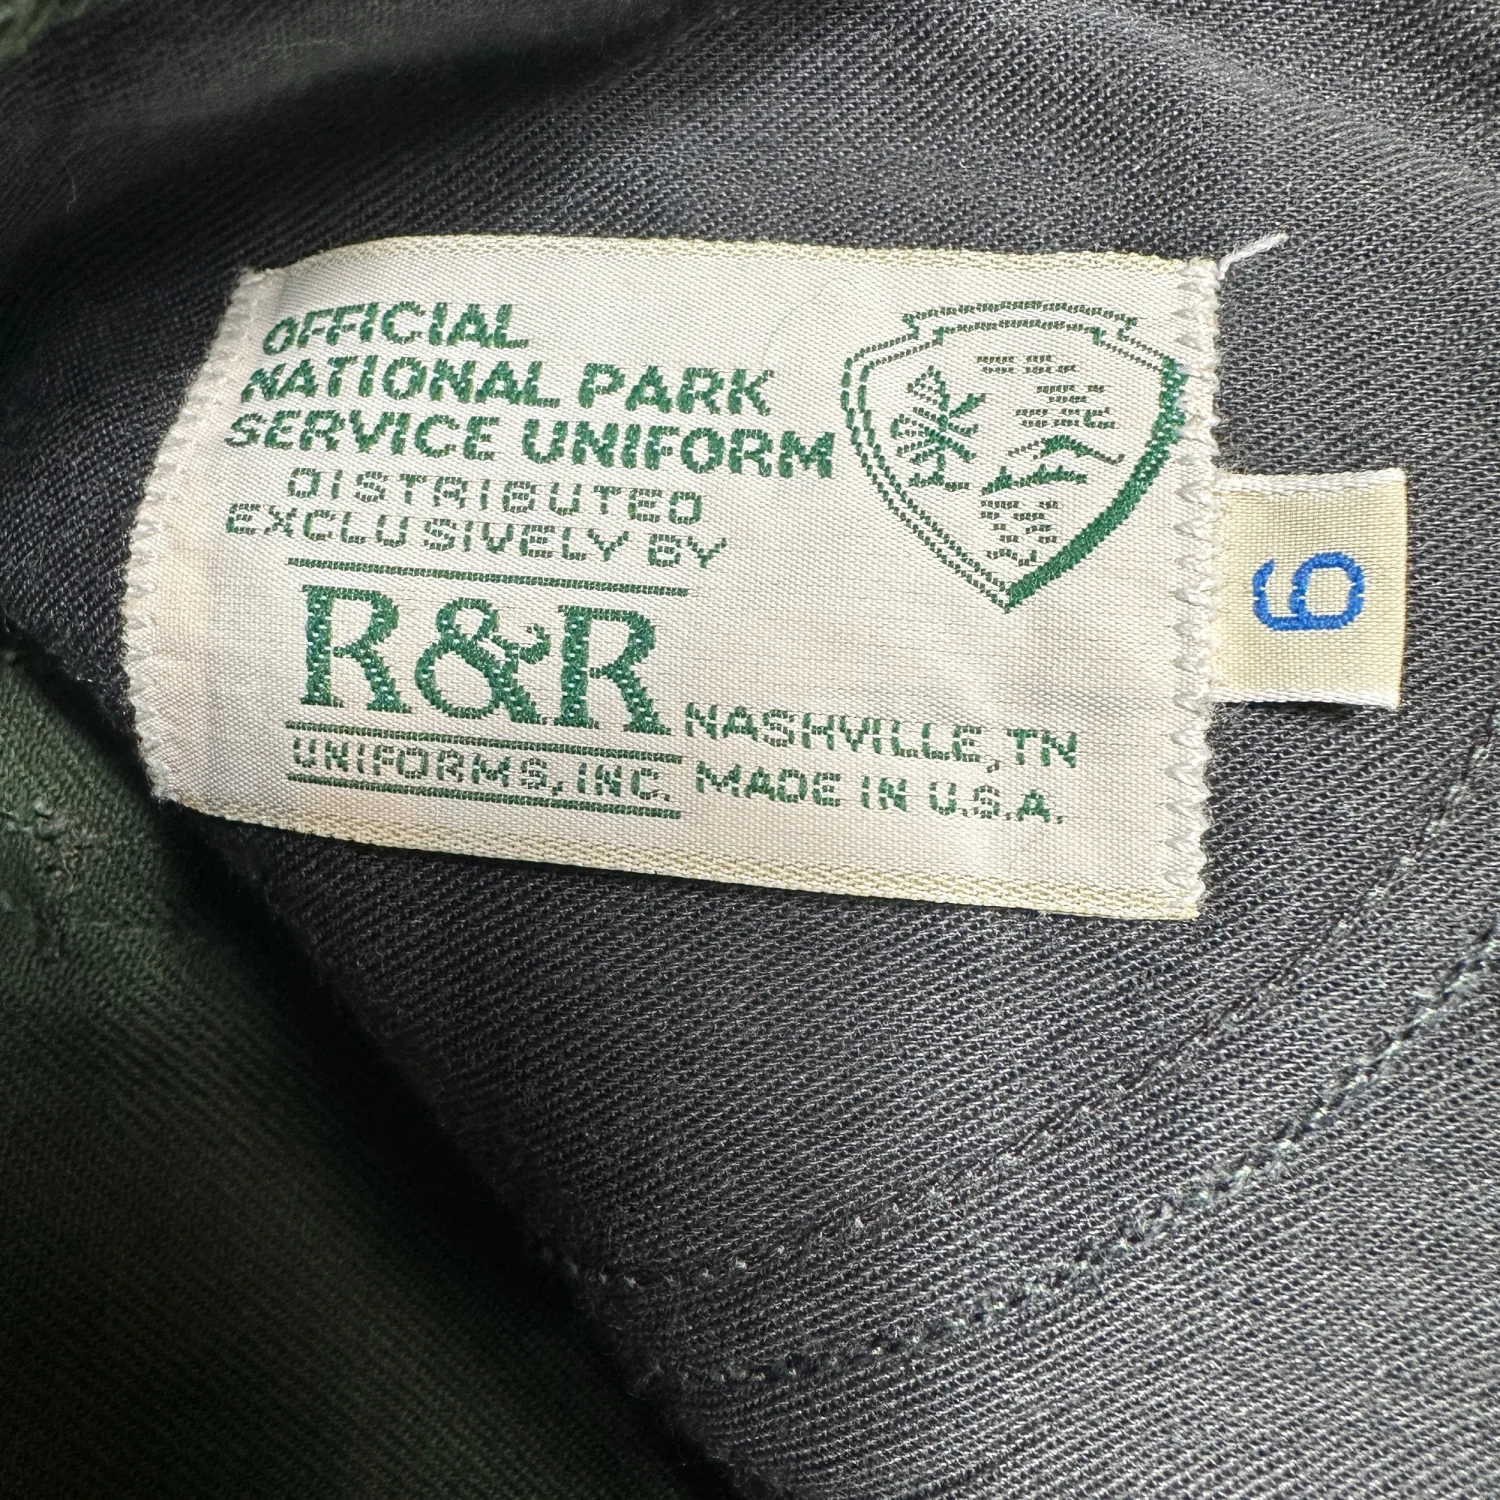 OFFICIAL
NATIONAL PARK
SERVICE UNIFORM
DISTRIBUTED
EXCLUSIVELY BY
R&R
UNIFORMS, INC.
NASHVILLE, TN
MADE IN U.S.A.
6